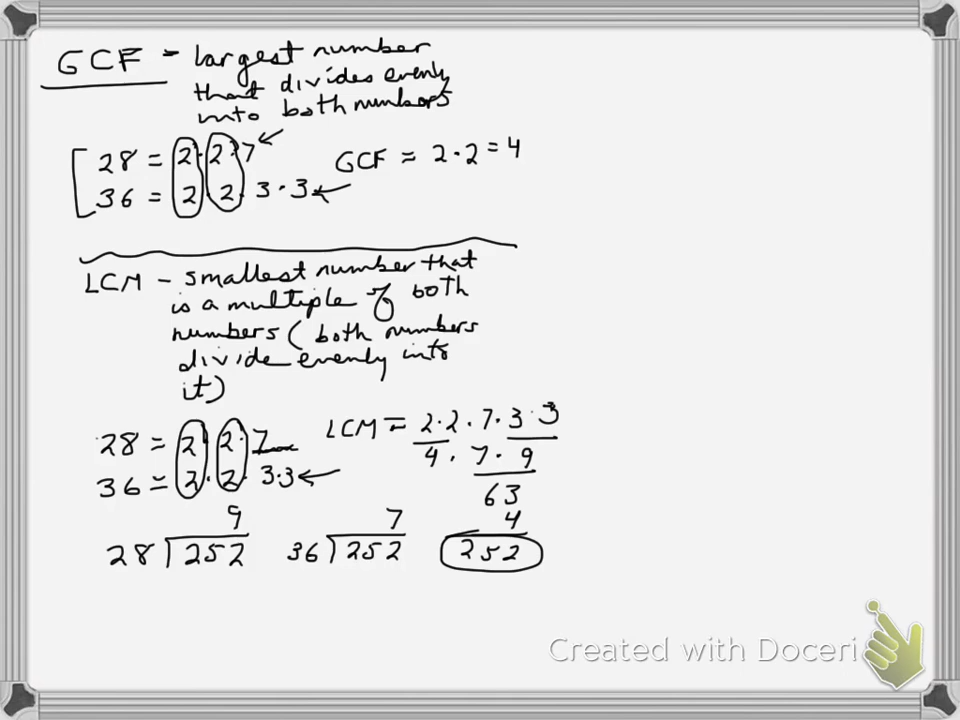 GCF - largest number
that divides evenly
into both numbers
28 = 2·2·7
36 = 2·2·3·3
GCF = 2·2 = 4
LCM - smallest number that
is a multiple of both
numbers (both numbers
divide evenly into
it)
28 = 2·2·7
36 = 2·2·3·3
LCM = 2·2·7·3·3
4·7·9
63
4
252
9
28)252
7
36)252
Created with Doceri